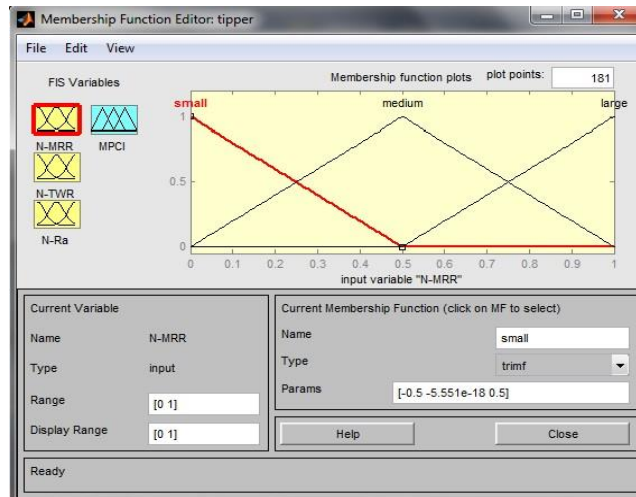 Membership Function Editor: tipper
File Edit View
FIS Variables
N-MRR
MPCI
N-TWR
N-Ra
Membership function plots plot points: 181
small medium large
1
0.5
0
0 0.1 0.2 0.3 0.4 0.5 0.6 0.7 0.8 0.9 1
input variable "N-MRR"
Current Variable
Name N-MRR
Type input
Range [0 1]
Display Range [0 1]
Current Membership Function (click on MF to select)
Name small
Type trimf
Params [-0.5 -5.551e-18 0.5]
Help Close
Ready